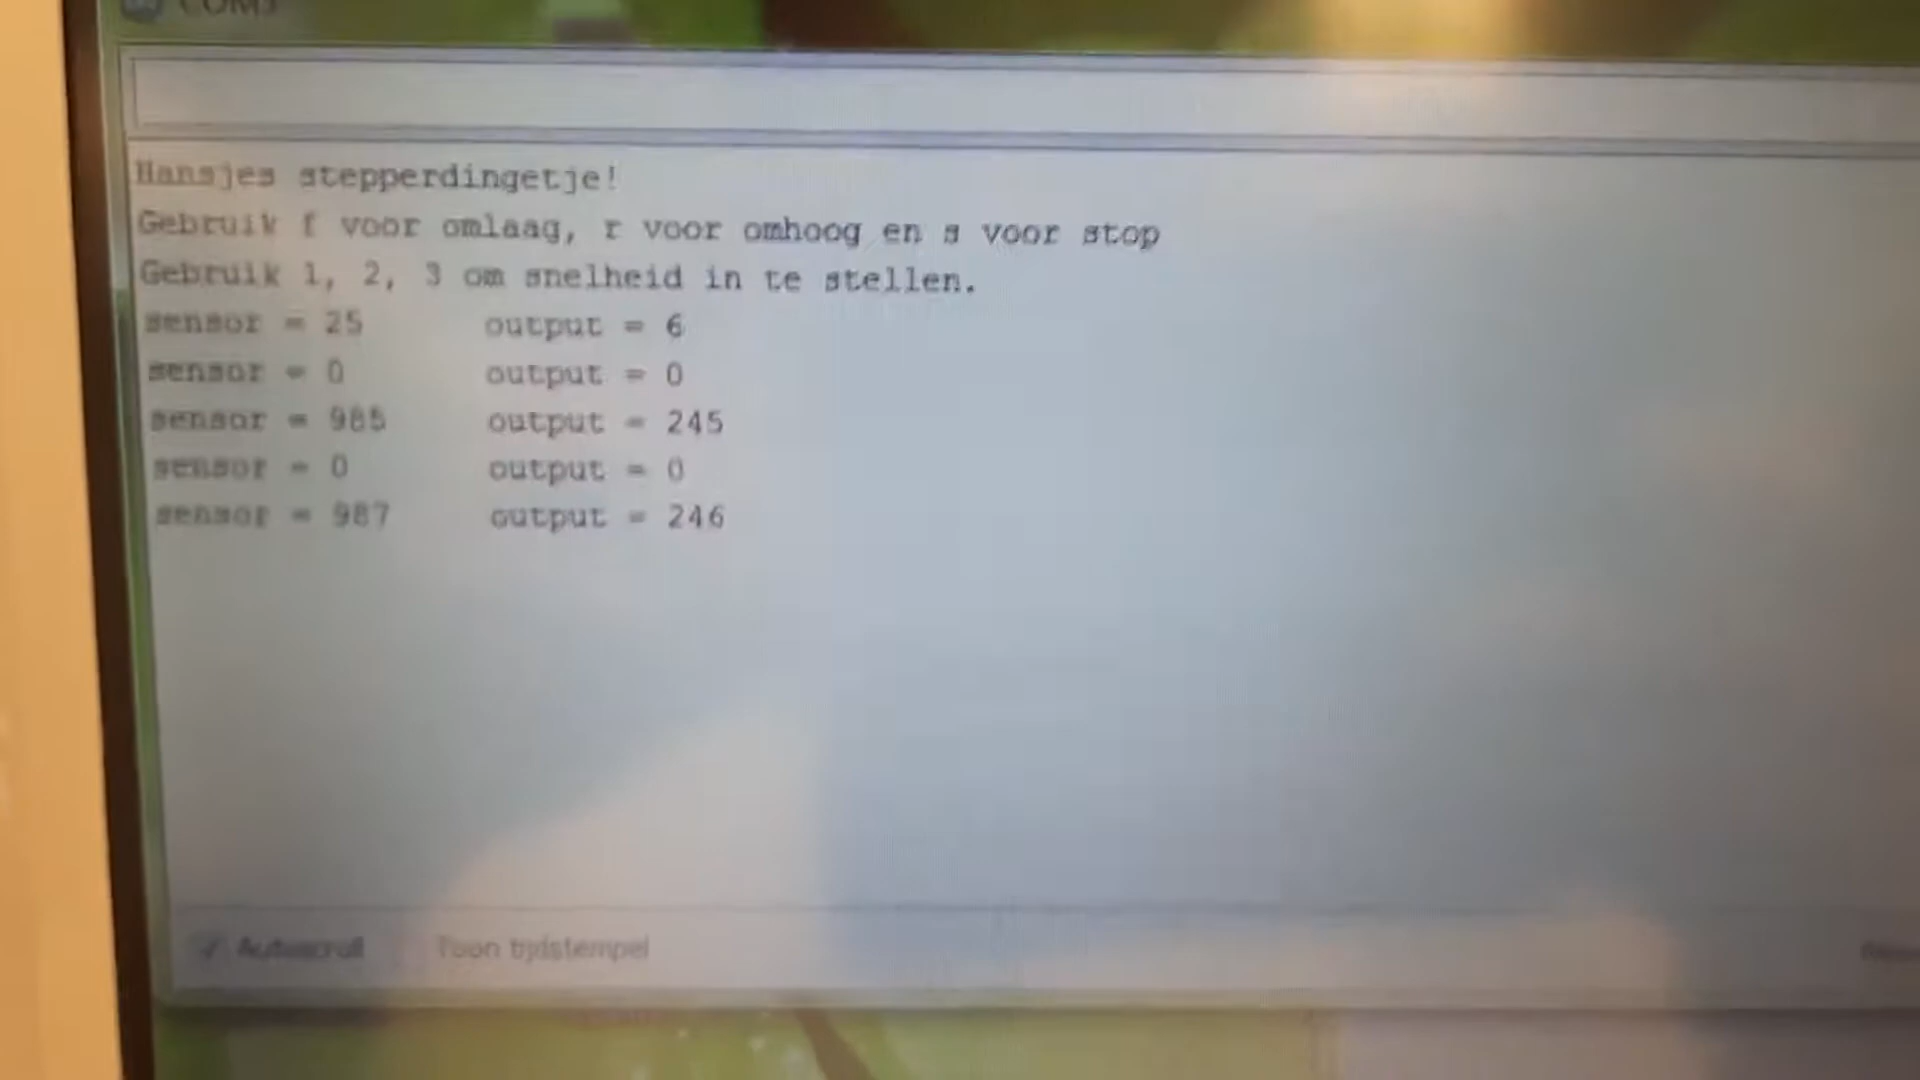 COM3
Hansjes stepperdingetje!
Gebruik f voor omlaag, r voor omhoog en s voor stop
Gebruik 1, 2, 3 om snelheid in te stellen.
sensor = 25 output = 6
sensor = 0 output = 0
sensor = 985 output = 245
sensor = 0 output = 0
sensor = 987 output = 246
Autoscroll Toon tijdstempel